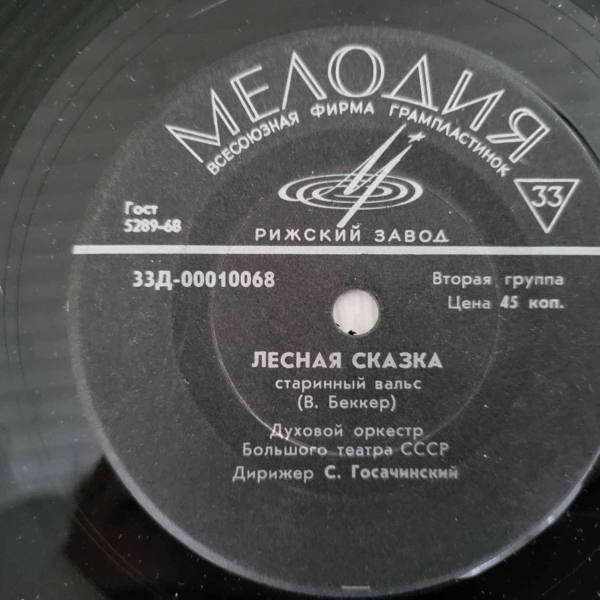 МЕЛОДИЯ
ВСЕСОЮЗНАЯ ФИРМА ГРАМПЛАСТИНОК
33
Гост
5289-68
РИЖСКИЙ ЗАВОД
33Д-00010068
Вторая группа
Цена 45 коп.
ЛЕСНАЯ СКАЗКА
старинный вальс
(В. Беккер)
Духовой оркестр
Большого театра СССР
Дирижер С. Госачинский